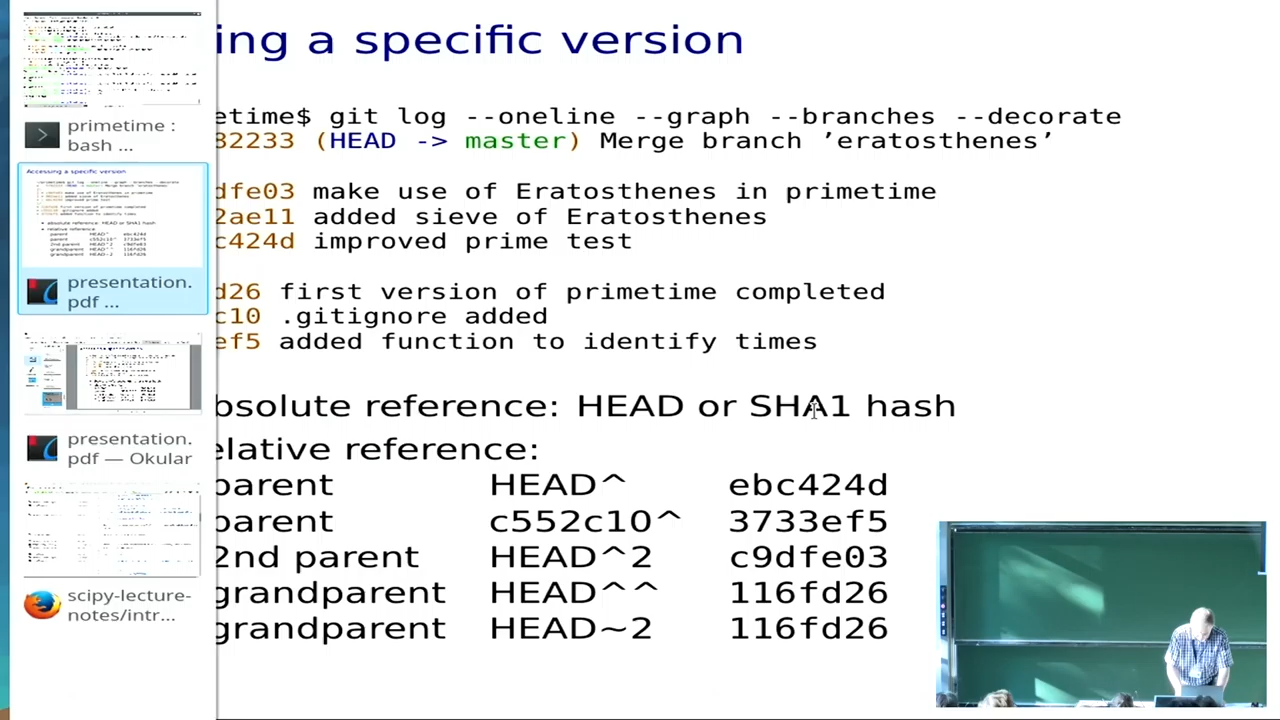 ing a specific version
etime$ git log --oneline --graph --branches --decorate
82233 (HEAD -> master) Merge branch ’eratosthenes’
dfe03 make use of Eratosthenes in primetime
2ae11 added sieve of Eratosthenes
c424d improved prime test
d26 first version of primetime completed
c10 .gitignore added
ef5 added function to identify times
bsolute reference: HEAD or SHA1 hash
elative reference:
parent HEAD^ ebc424d
parent c552c10^ 3733ef5
2nd parent HEAD^2 c9dfe03
grandparent HEAD^^ 116fd26
grandparent HEAD~2 116fd26
primetime :
bash ...
Accessing a specific version
presentation.
pdf ...
presentation.
pdf — Okular
scipy-lecture-
notes/intr...